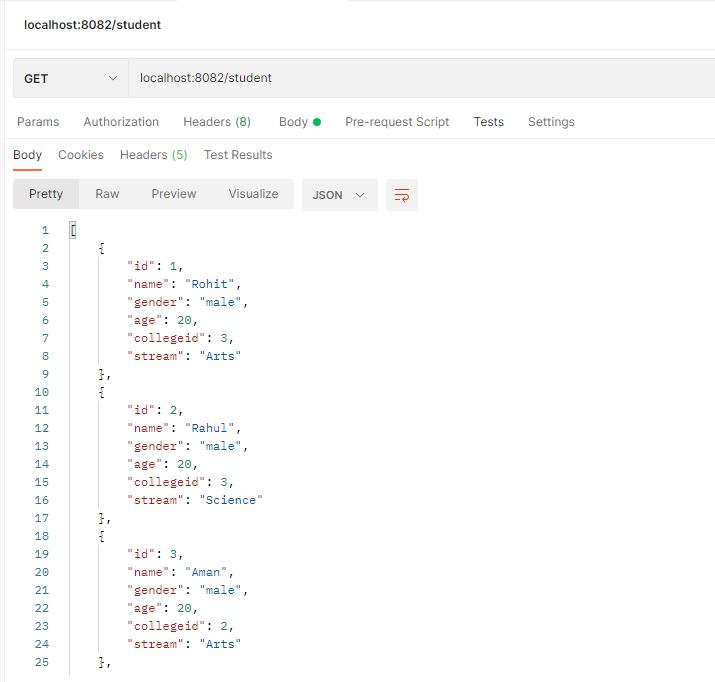 localhost:8082/student
GET localhost:8082/student
Params Authorization Headers (8) Body Pre-request Script Tests Settings
Body Cookies Headers (5) Test Results
Pretty Raw Preview Visualize JSON
1 [
2 {
3 "id": 1,
4 "name": "Rohit",
5 "gender": "male",
6 "age": 20,
7 "collegeid": 3,
8 "stream": "Arts"
9 },
10 {
11 "id": 2,
12 "name": "Rahul",
13 "gender": "male",
14 "age": 20,
15 "collegeid": 3,
16 "stream": "Science"
17 },
18 {
19 "id": 3,
20 "name": "Aman",
21 "gender": "male",
22 "age": 20,
23 "collegeid": 2,
24 "stream": "Arts"
25 },